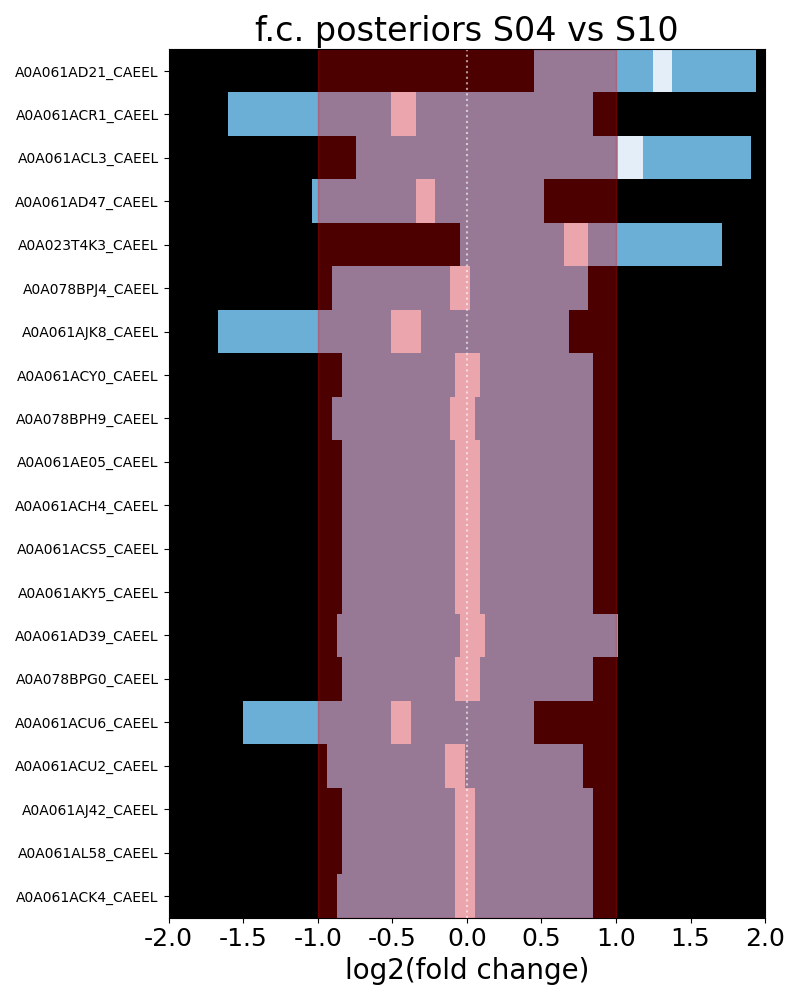 f.c. posteriors S04 vs S10
A0A061AD21_CAEEL
A0A061ACR1_CAEEL
A0A061ACL3_CAEEL
A0A061AD47_CAEEL
A0A023T4K3_CAEEL
A0A078BPJ4_CAEEL
A0A061AJK8_CAEEL
A0A061ACY0_CAEEL
A0A078BPH9_CAEEL
A0A061AE05_CAEEL
A0A061ACH4_CAEEL
A0A061ACS5_CAEEL
A0A061AKY5_CAEEL
A0A061AD39_CAEEL
A0A078BPG0_CAEEL
A0A061ACU6_CAEEL
A0A061ACU2_CAEEL
A0A061AJ42_CAEEL
A0A061AL58_CAEEL
A0A061ACK4_CAEEL
-2.0 -1.5 -1.0 -0.5 0.0 0.5 1.0 1.5 2.0
log2(fold change)